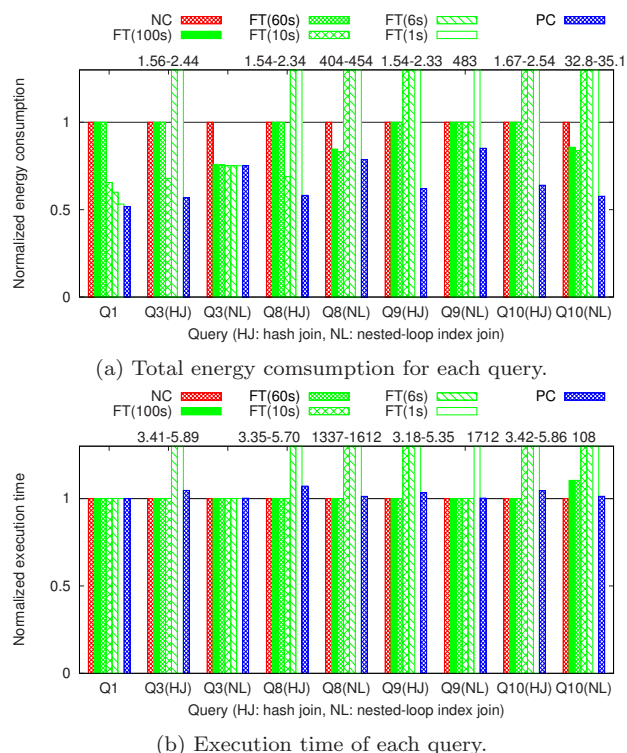 NC FT(60s) FT(6s) PC
FT(100s) FT(10s) FT(1s)
1.56-2.44 1.54-2.34 404-454 1.54-2.33 483 1.67-2.54 32.8-35.1
Normalized energy consumption
1
0.5
0
Q1 Q3(HJ) Q3(NL) Q8(HJ) Q8(NL) Q9(HJ) Q9(NL) Q10(HJ) Q10(NL)
Query (HJ: hash join, NL: nested-loop index join)
(a) Total energy comsumption for each query.
NC FT(60s) FT(6s) PC
FT(100s) FT(10s) FT(1s)
3.41-5.89 3.35-5.70 1337-1612 3.18-5.35 1712 3.42-5.86 108
Normalized execution time
1
0.5
0
Q1 Q3(HJ) Q3(NL) Q8(HJ) Q8(NL) Q9(HJ) Q9(NL) Q10(HJ) Q10(NL)
Query (HJ: hash join, NL: nested-loop index join)
(b) Execution time of each query.